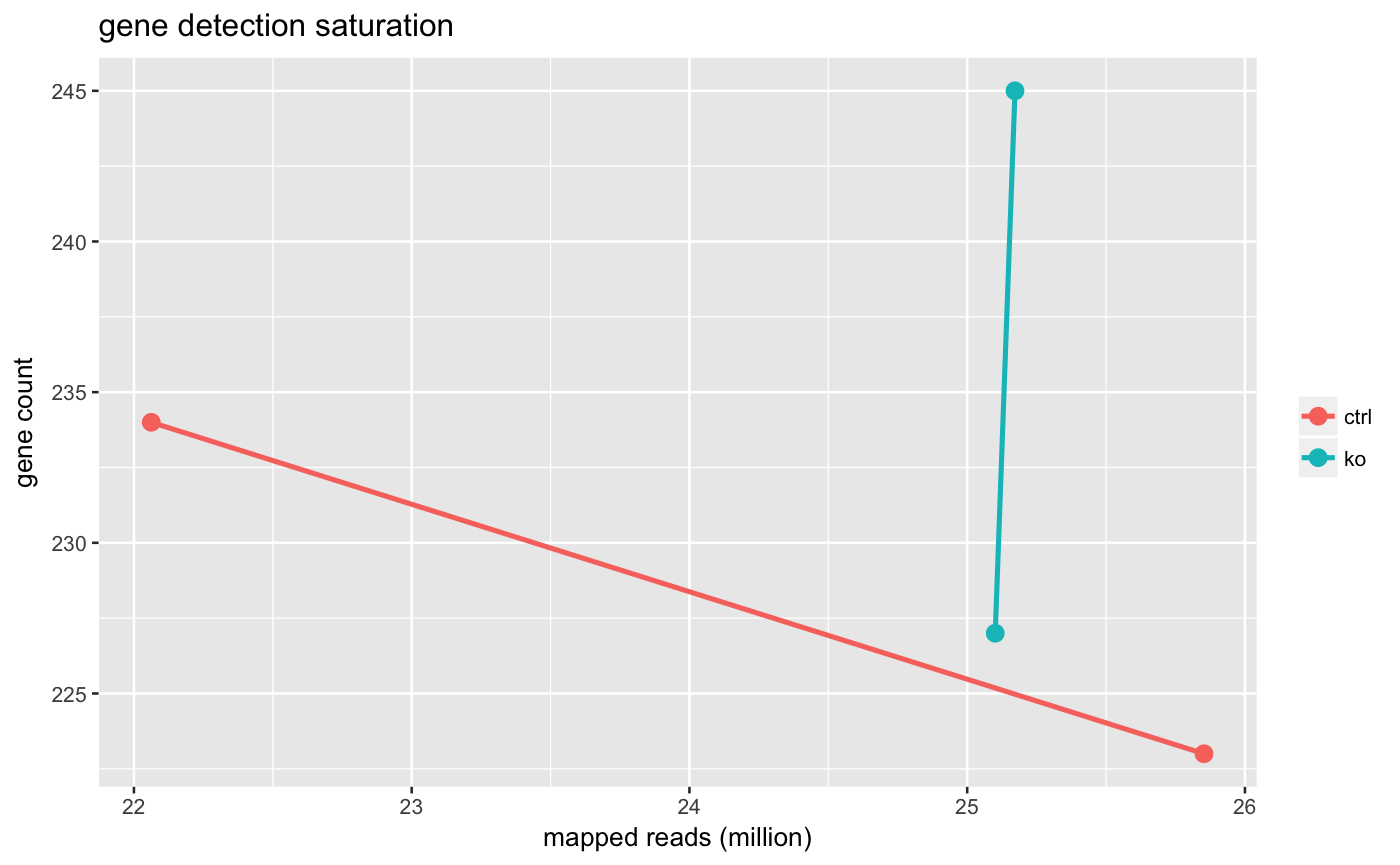 gene detection saturation
245
240
235
230
225
gene count
22
23
24
25
26
mapped reads (million)
ctrl
ko